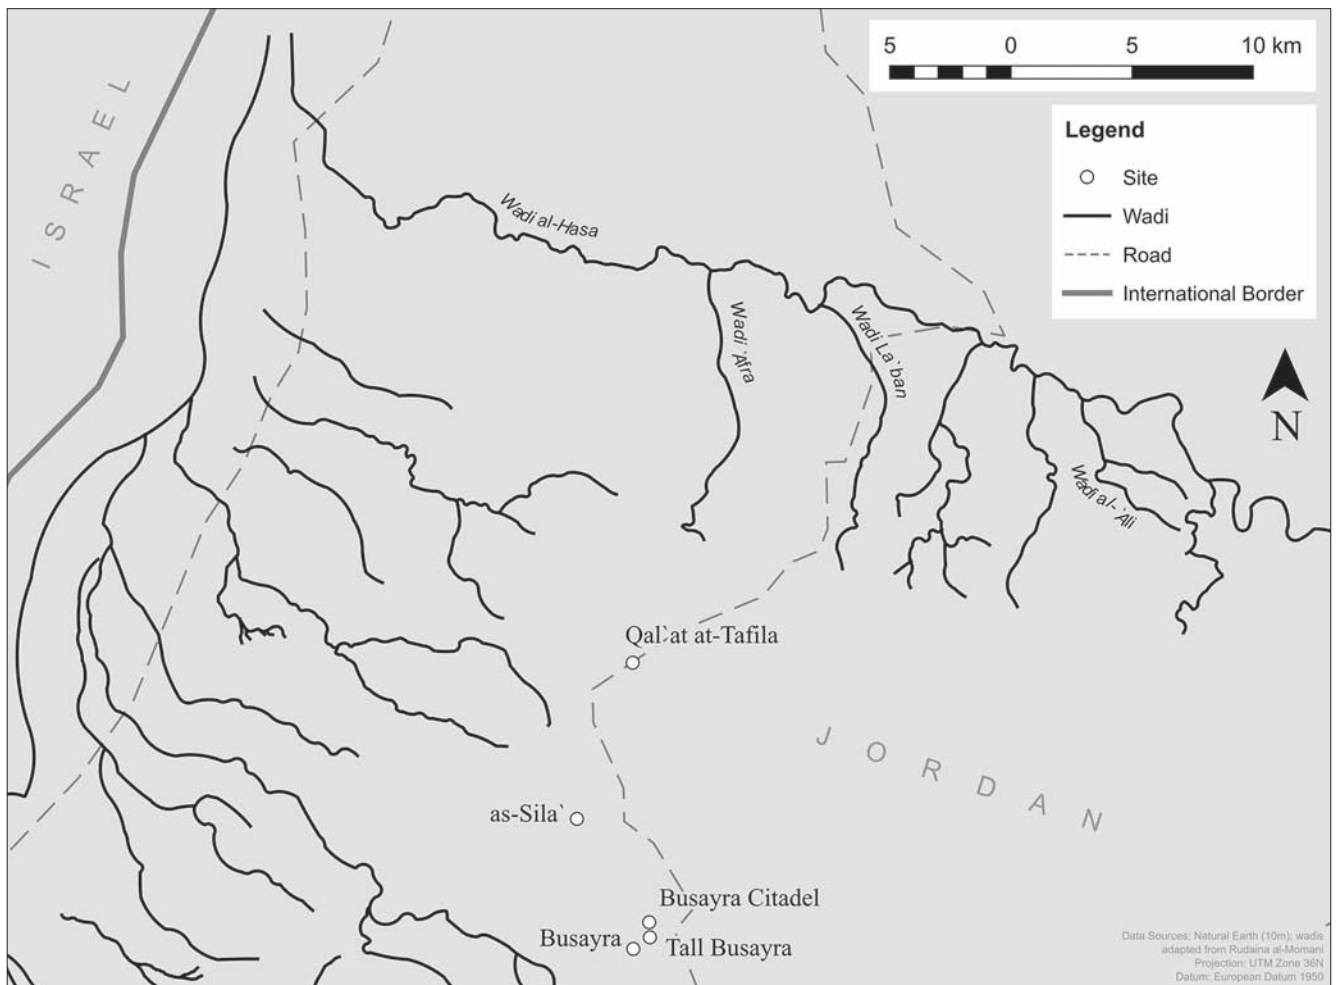 5 0 5 10 km
Legend
Site
Wadi
Road
International Border
N
ISRAEL
Wadi al-Hasa
Wadi `Afra
Wadi La`ban
Wadi al-`Ali
Qal`at at-Tafila
JORDAN
as-Sila`
Busayra Citadel
Busayra
Tall Busayra
Data Sources: Natural Earth (10m); wadis
adapted from Rudaina al-Momani
Projection: UTM Zone 36N
Datum: European Datum 1950